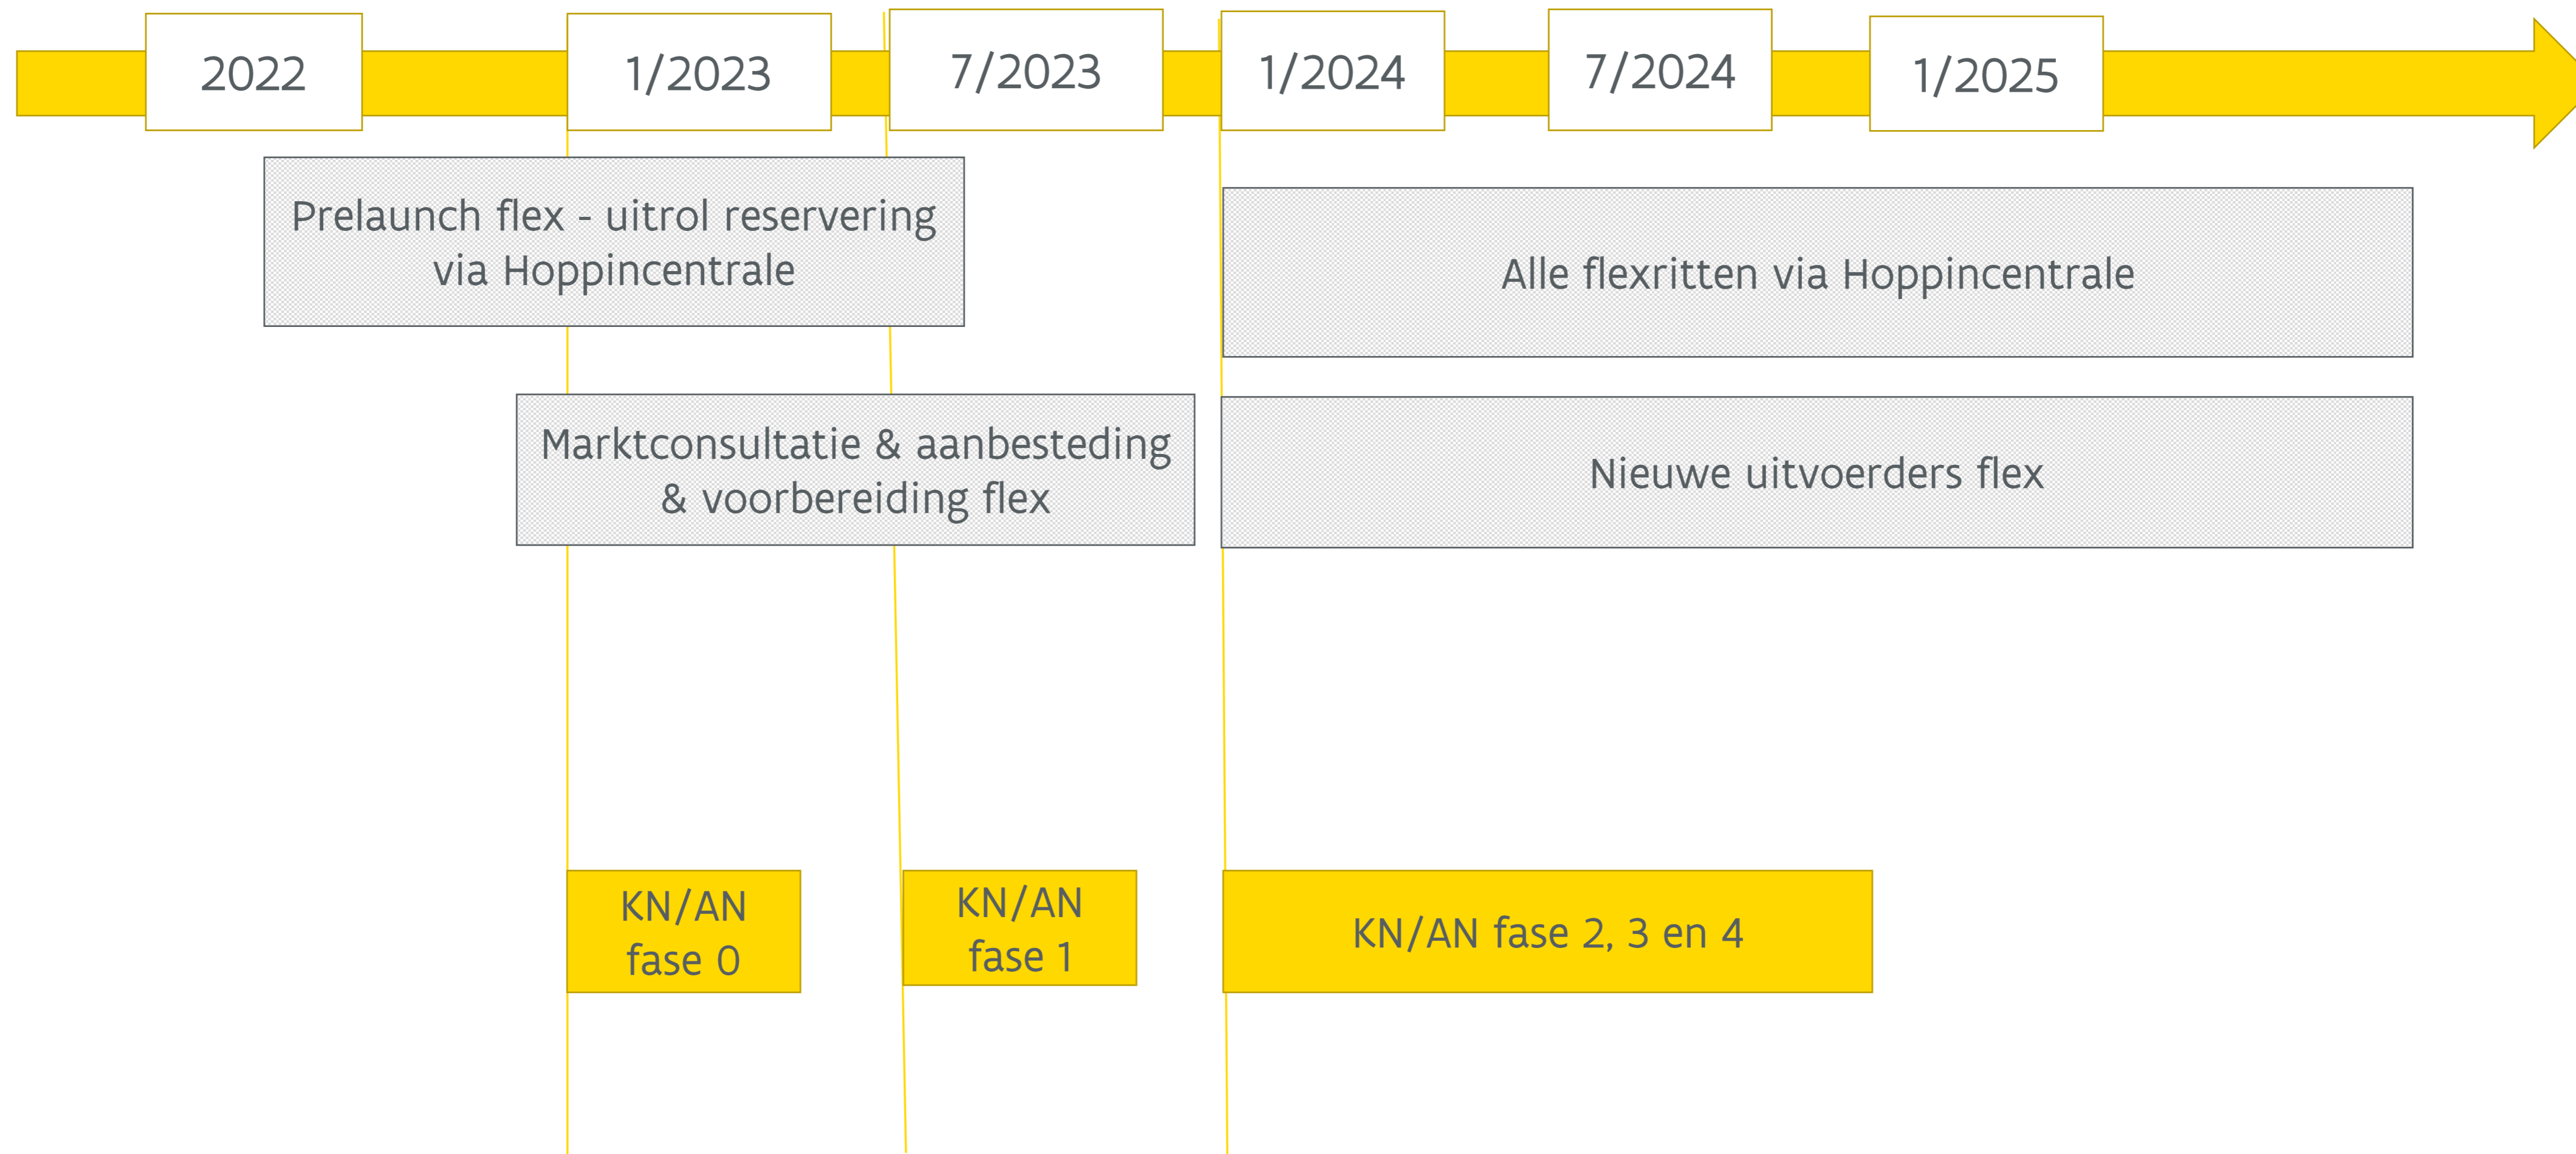 2022
1/2023
7/2023
1/2024
7/2024
1/2025
Prelaunch flex - uitrol reservering
via Hoppincentrale
Alle flexritten via Hoppincentrale
Marktconsultatie & aanbesteding
& voorbereiding flex
Nieuwe uitvoerders flex
KN/AN
fase 0
KN/AN
fase 1
KN/AN fase 2, 3 en 4